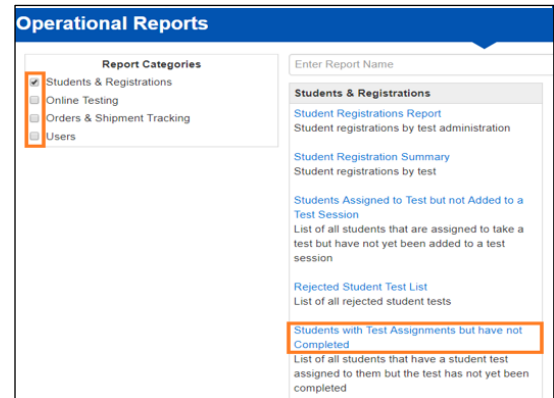 Operational Reports
Report Categories
Students & Registrations
Online Testing
Orders & Shipment Tracking
Users
Enter Report Name
Students & Registrations
Student Registrations Report
Student registrations by test administration
Student Registration Summary
Student registrations by test
Students Assigned to Test but not Added to a
Test Session
List of all students that are assigned to take a
test but have not yet been added to a test
session
Rejected Student Test List
List of all rejected student tests
Students with Test Assignments but have not
Completed
List of all students that have a student test
assigned to them but the test has not yet been
completed